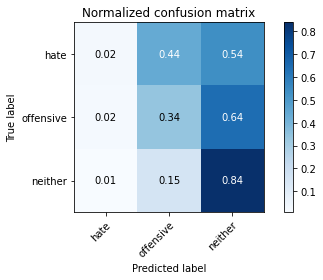 Normalized confusion matrix
True label
hate 0.02 0.44 0.54
offensive 0.02 0.34 0.64
neither 0.01 0.15 0.84
hate offensive neither
Predicted label
0.8
0.7
0.6
0.5
0.4
0.3
0.2
0.1